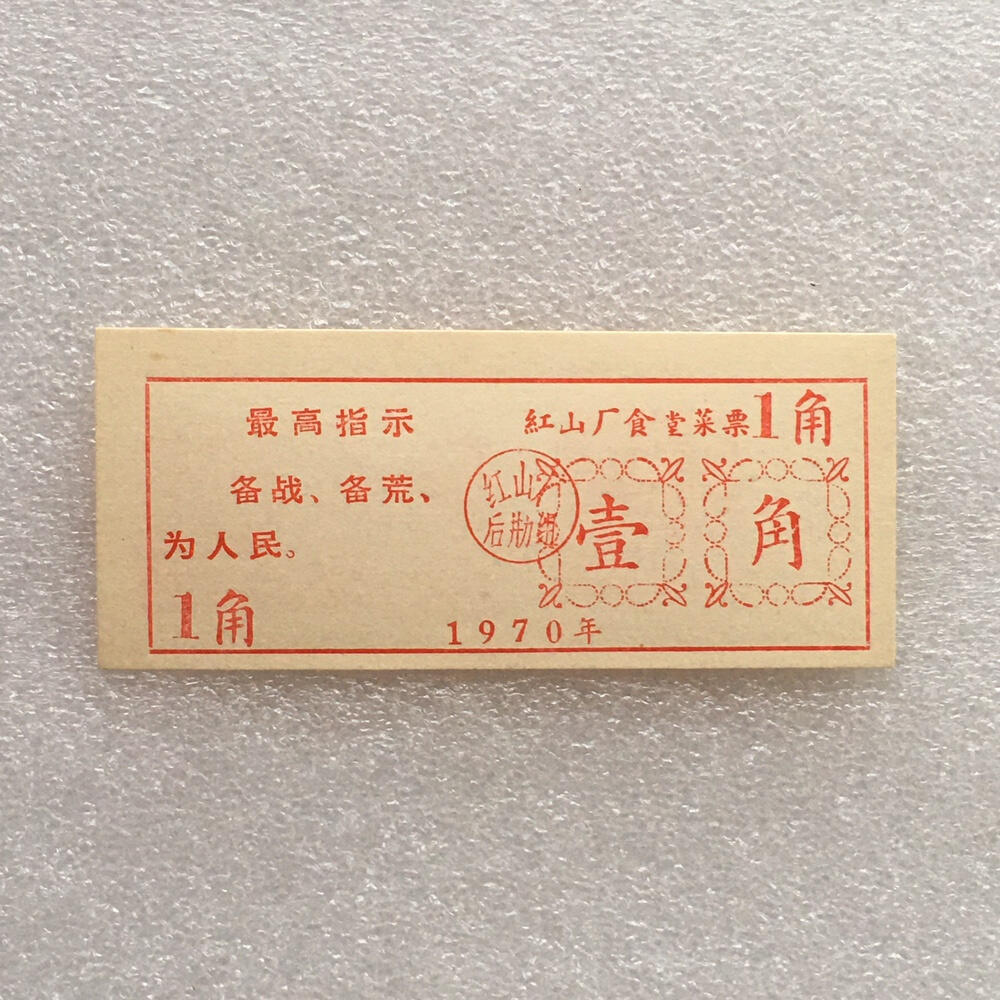 最高指示
备战、备荒、
为人民。
1角
紅山厂食堂菜票1角
红山厂
后勤组
壹角
1970年